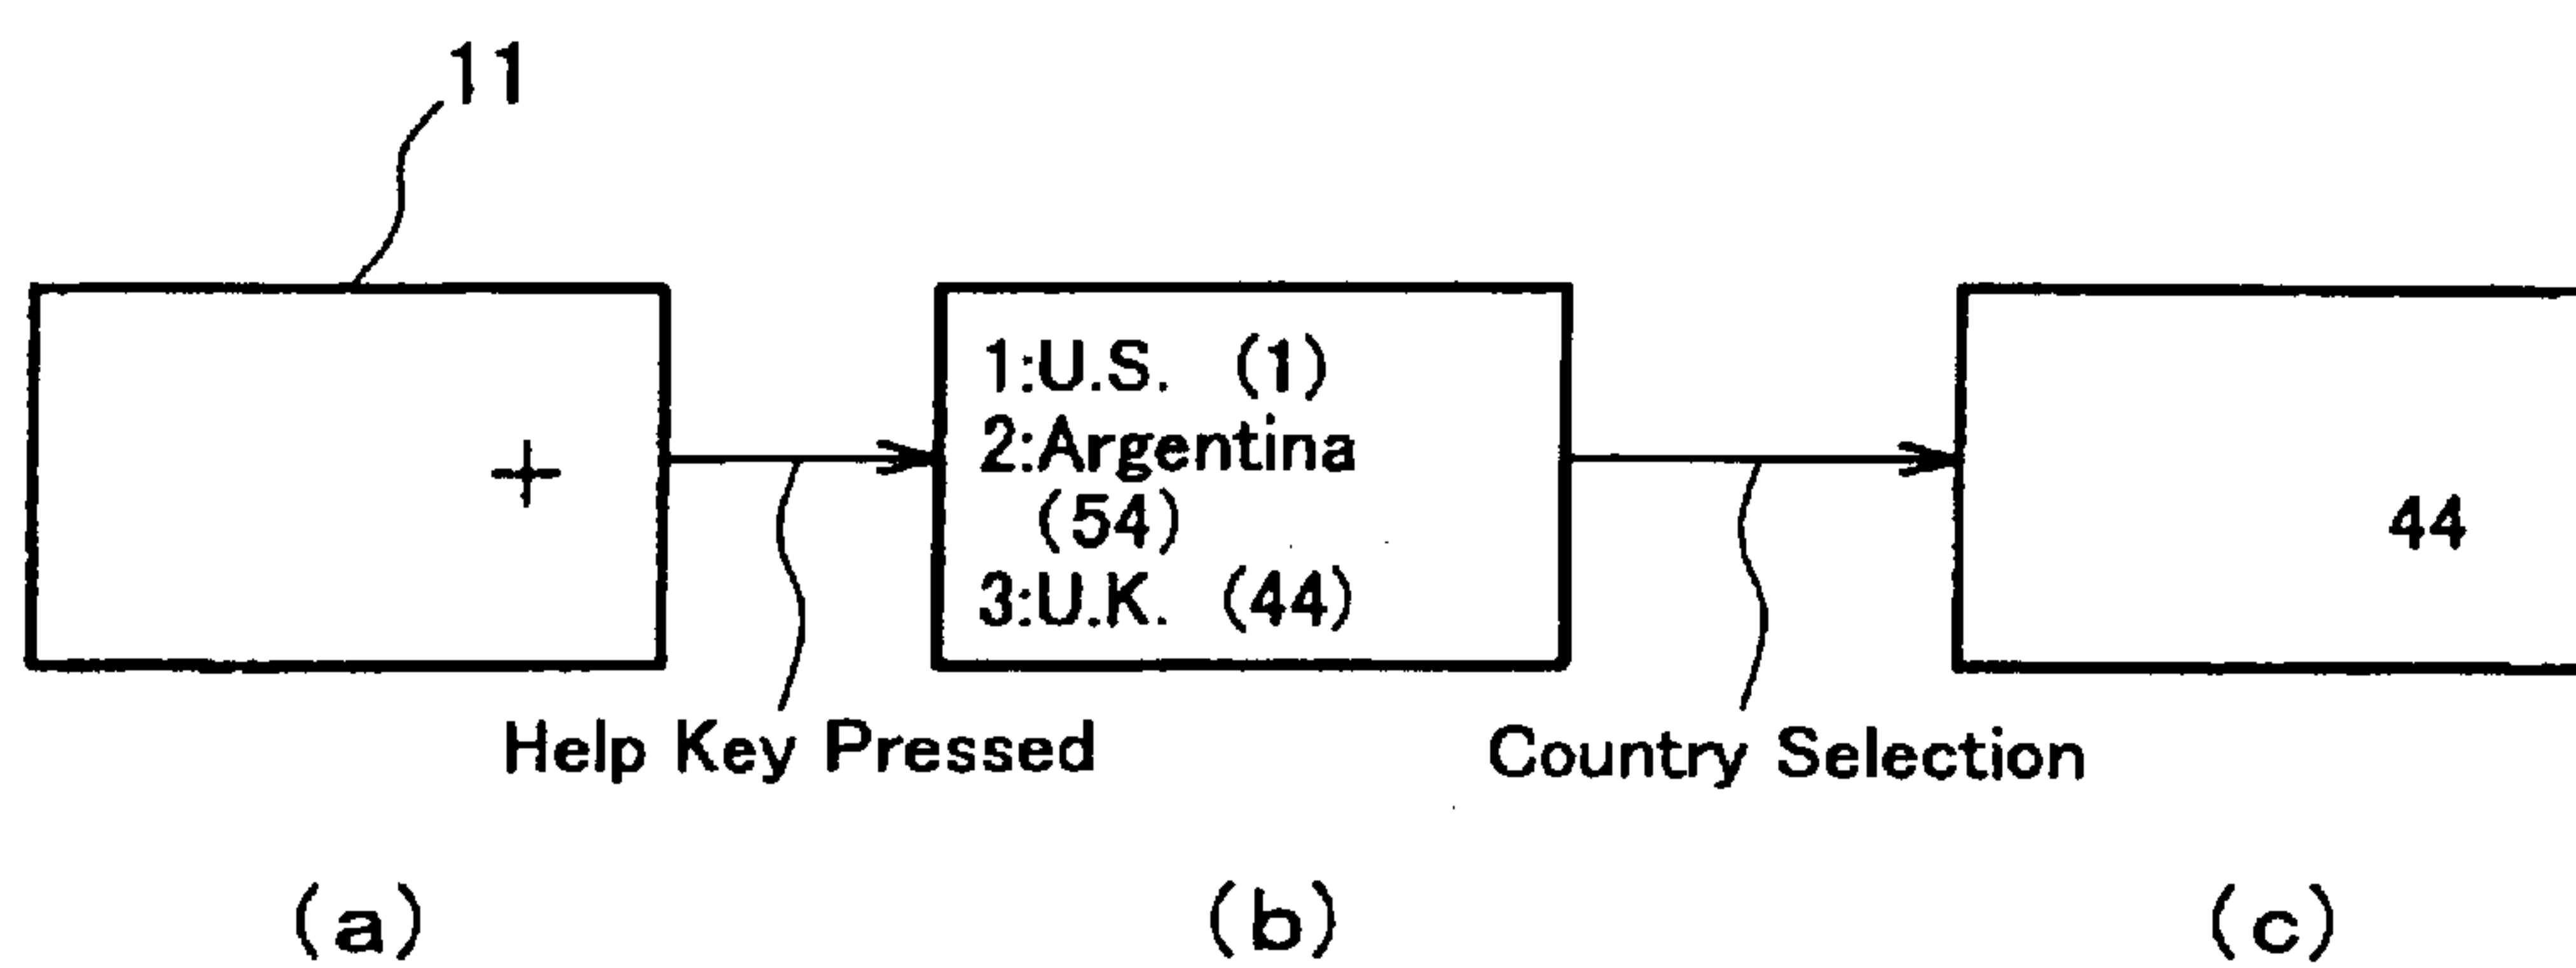 11
+
1:U.S. (1)
2:Argentina
(54)
3:U.K. (44)
44
Help Key Pressed
Country Selection
(a)
(b)
(c)